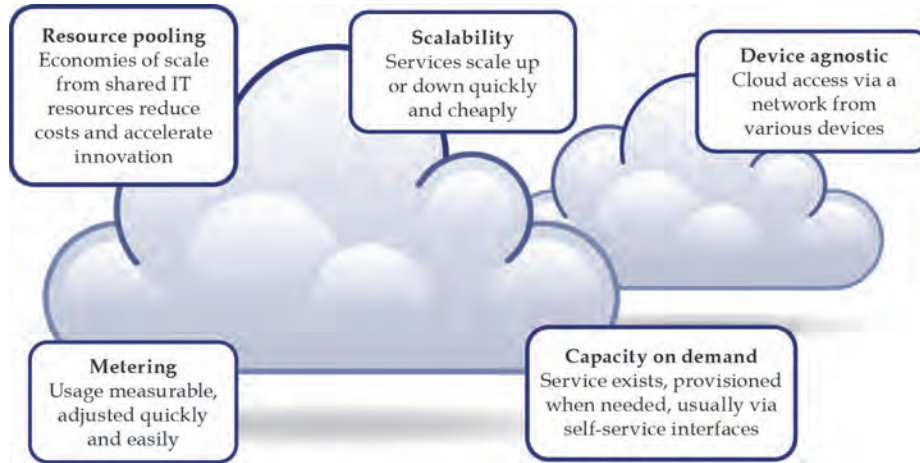 Resource pooling
Economies of scale
from shared IT
resources reduce
costs and accelerate
innovation
Scalability
Services scale up
or down quickly
and cheaply
Device agnostic
Cloud access via a
network from
various devices
Metering
Usage measurable,
adjusted quickly
and easily
Capacity on demand
Service exists, provisioned
when needed, usually via
self-service interfaces